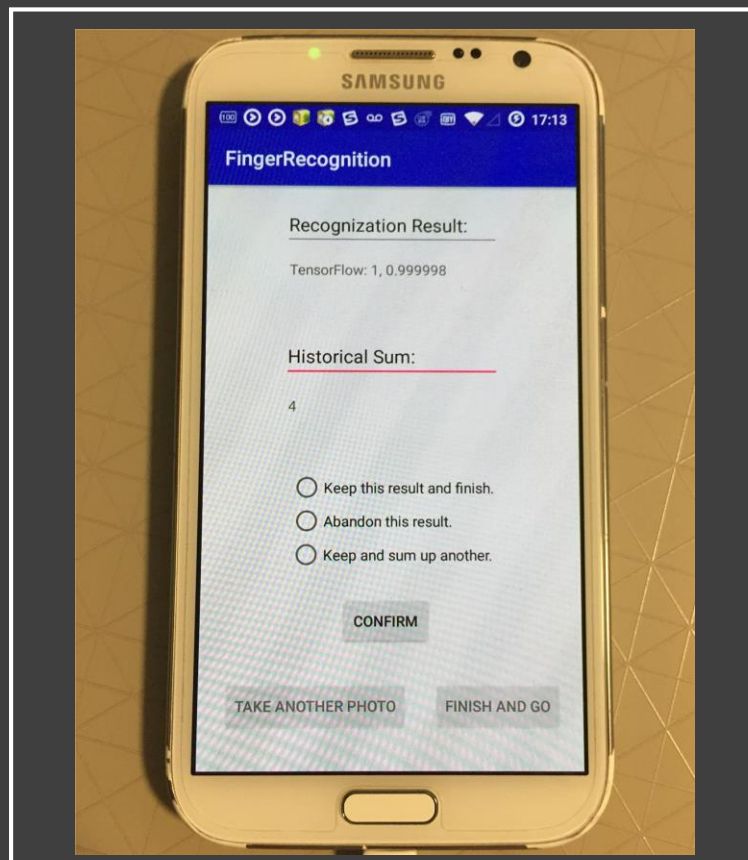 SAMSUNG
100 17:13
FingerRecognition
Recognization Result:
TensorFlow: 1, 0.999998
Historical Sum:
4
Keep this result and finish.
Abandon this result.
Keep and sum up another.
CONFIRM
TAKE ANOTHER PHOTO FINISH AND GO